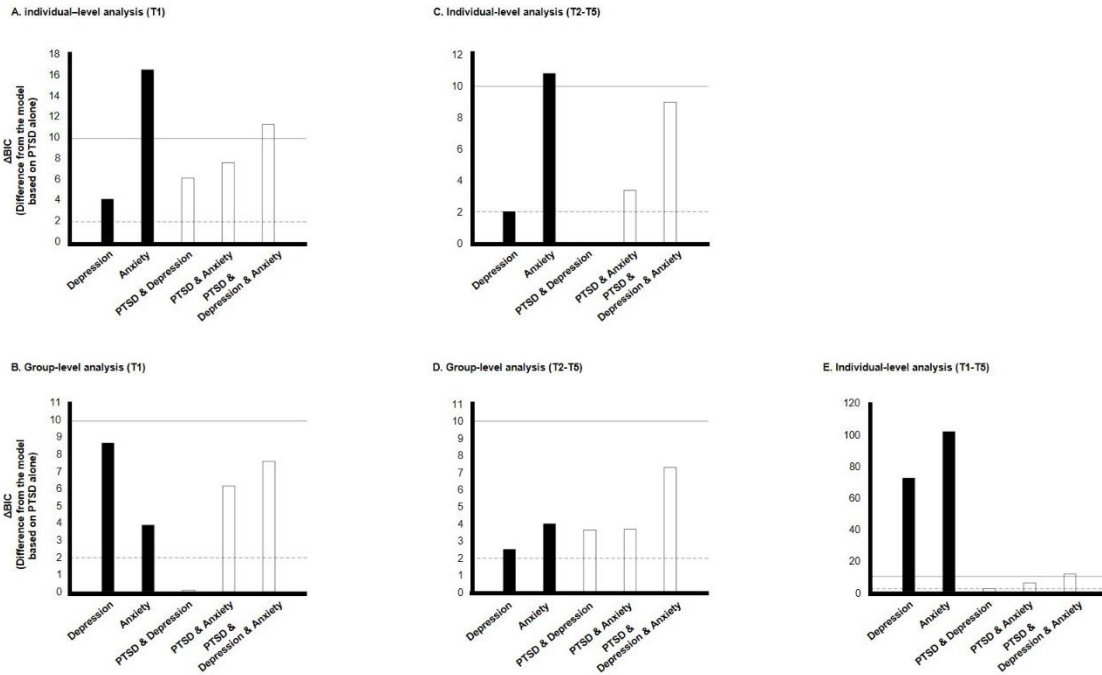 A. individual–level analysis (T1)
ΔBIC
(Difference from the model
based on PTSD alone)
18
16
14
12
10
8
6
4
2
0
Depression
Anxiety
PTSD & Depression
PTSD & Anxiety
PTSD &
Depression & Anxiety
C. Individual-level analysis (T2-T5)
12
10
8
6
4
2
0
Depression
Anxiety
PTSD & Depression
PTSD & Anxiety
PTSD &
Depression & Anxiety
B. Group-level analysis (T1)
ΔBIC
(Difference from the model
based on PTSD alone)
11
10
9
8
7
6
5
4
3
2
1
0
Depression
Anxiety
PTSD & Depression
PTSD & Anxiety
PTSD &
Depression & Anxiety
D. Group-level analysis (T2-T5)
11
10
9
8
7
6
5
4
3
2
1
0
Depression
Anxiety
PTSD & Depression
PTSD & Anxiety
PTSD &
Depression & Anxiety
E. Individual-level analysis (T1-T5)
120
100
80
60
40
20
0
Depression
Anxiety
PTSD & Depression
PTSD & Anxiety
PTSD &
Depression & Anxiety